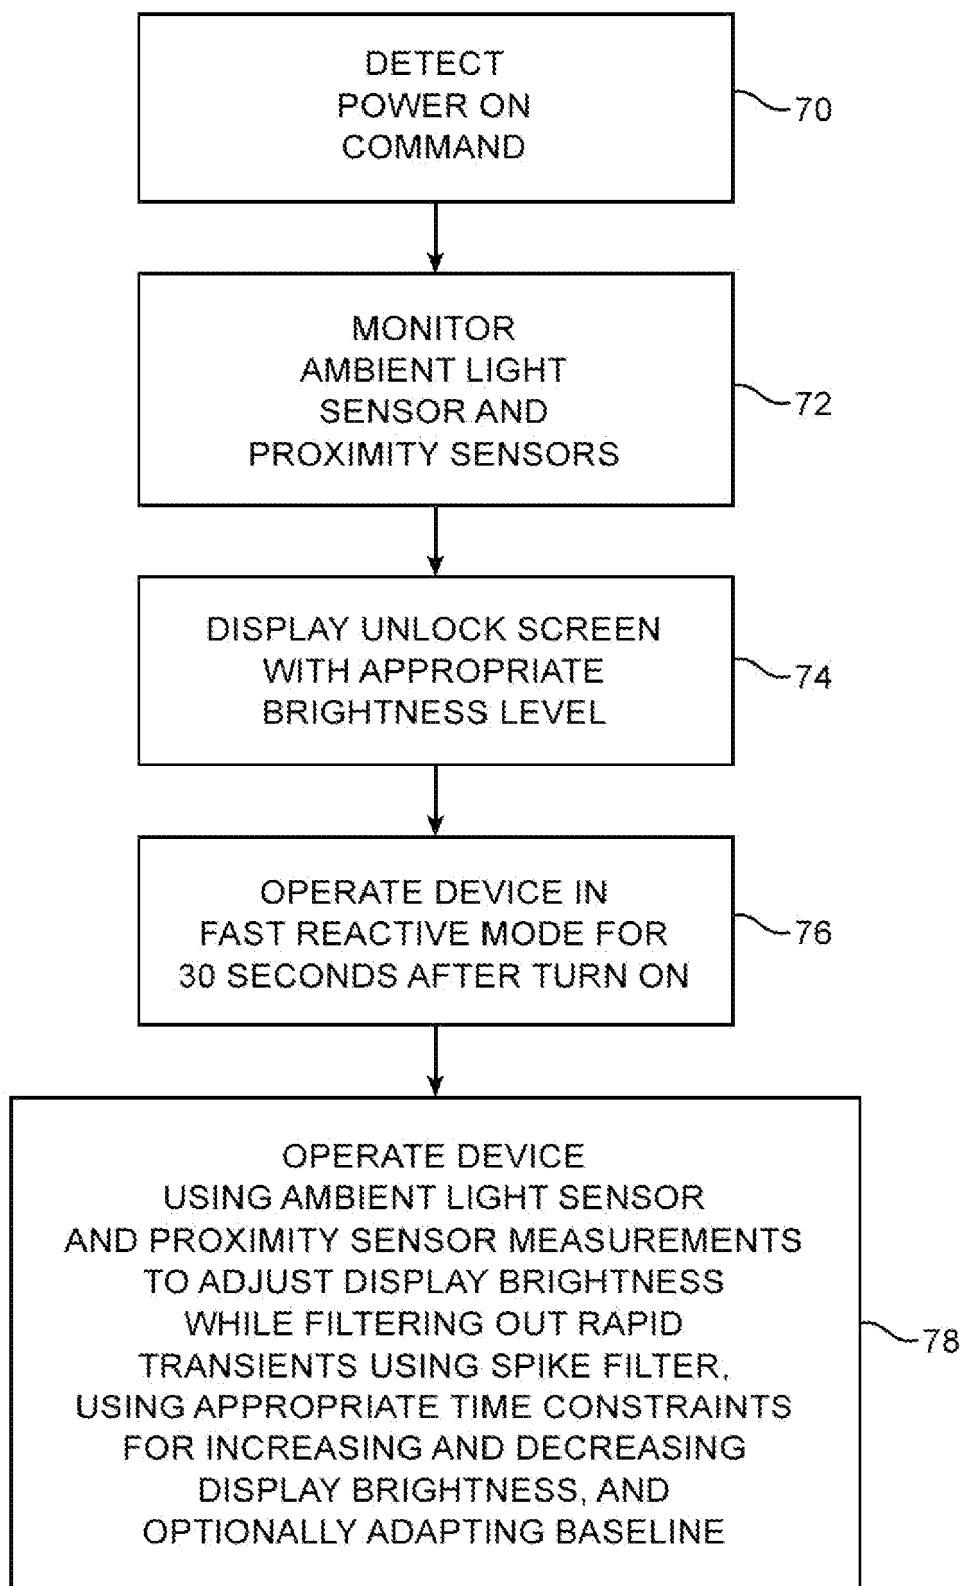 DETECT
POWER ON
COMMAND
70
MONITOR
AMBIENT LIGHT
SENSOR AND
PROXIMITY SENSORS
72
DISPLAY UNLOCK SCREEN
WITH APPROPRIATE
BRIGHTNESS LEVEL
74
OPERATE DEVICE IN
FAST REACTIVE MODE FOR
30 SECONDS AFTER TURN ON
76
OPERATE DEVICE
USING AMBIENT LIGHT SENSOR
AND PROXIMITY SENSOR MEASUREMENTS
TO ADJUST DISPLAY BRIGHTNESS
WHILE FILTERING OUT RAPID
TRANSIENTS USING SPIKE FILTER,
USING APPROPRIATE TIME CONSTRAINTS
FOR INCREASING AND DECREASING
DISPLAY BRIGHTNESS, AND
OPTIONALLY ADAPTING BASELINE
78